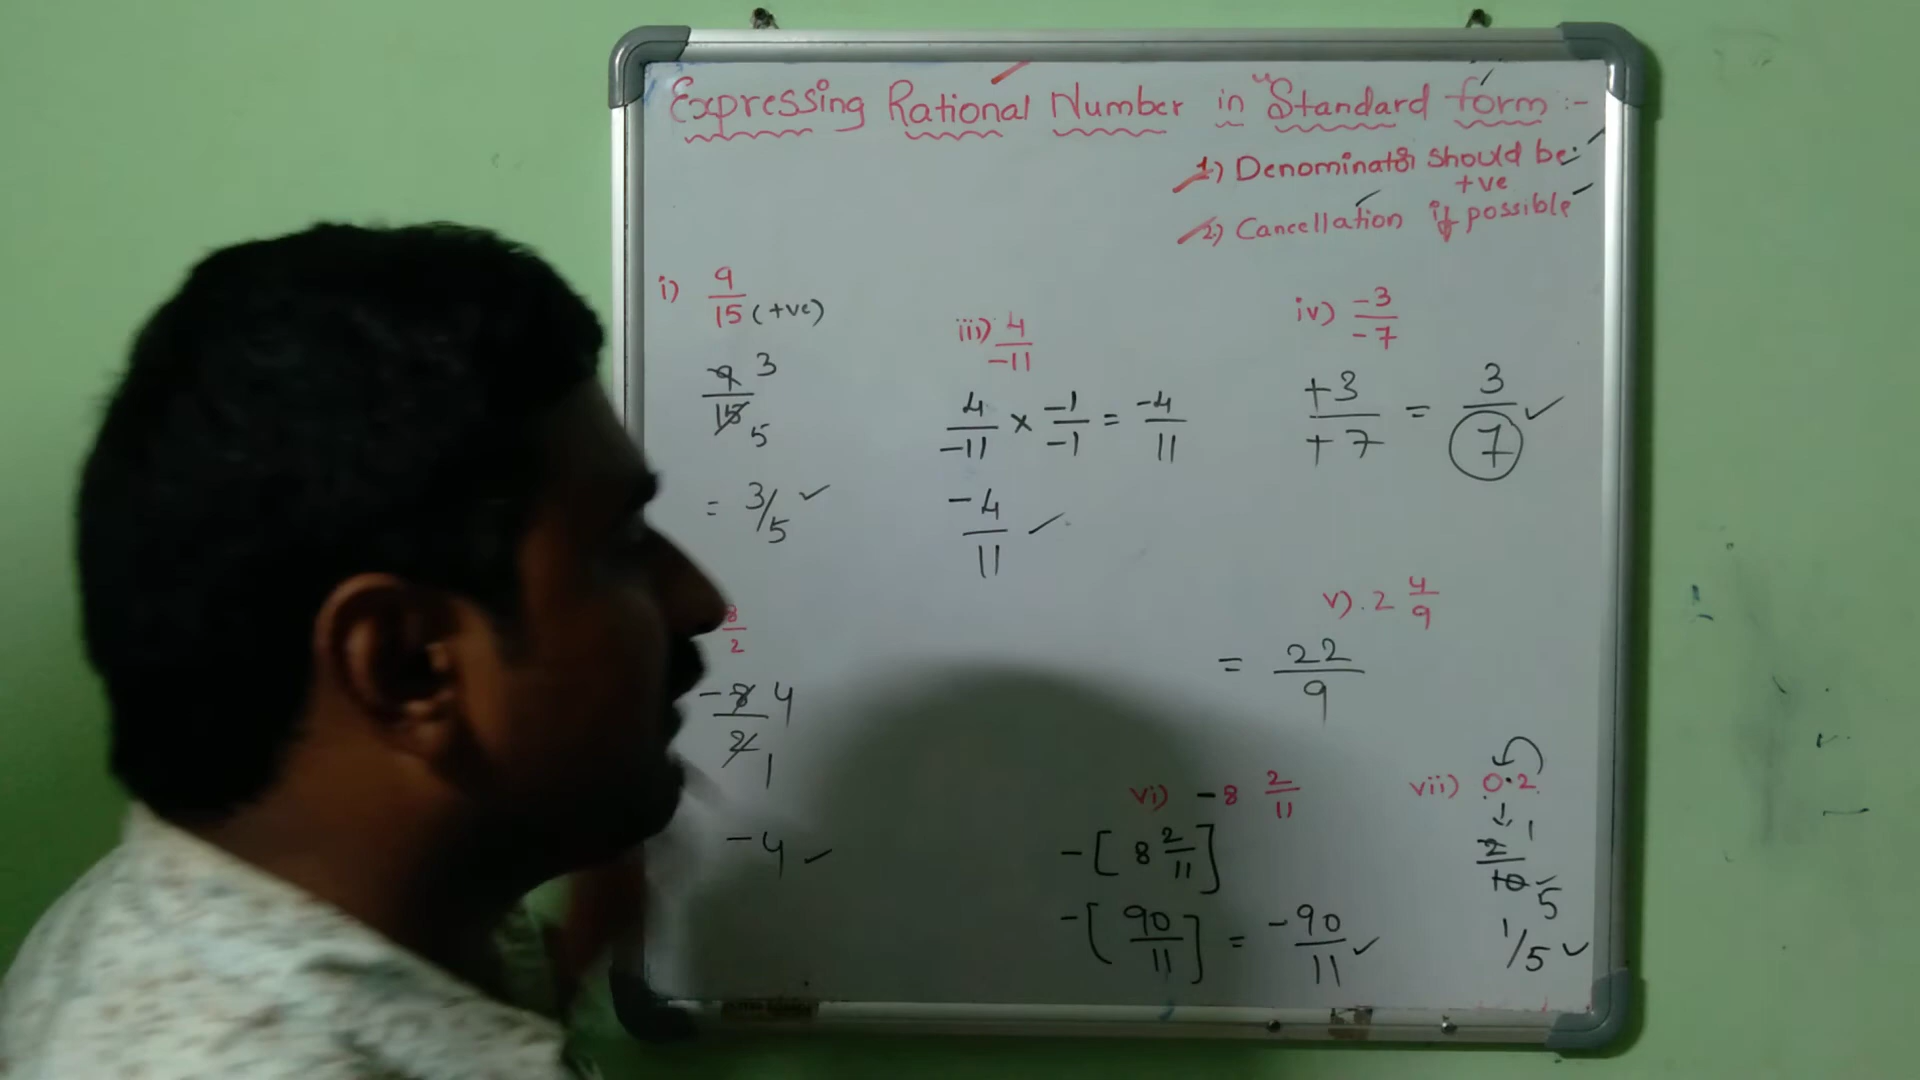 Expressing Rational Number in "Standard form :-
1) Denominator should be
+ve
2) Cancellation if possible
i) 9/15 (+ve)
9/15 3/5
= 3/5 ✓
8/2
-8/2 4/1
-4 ✓
iii) 4/-11
4/-11 × -1/-1 = -4/11
-4/11 ✓
iv) -3/-7
+3/+7 = 3/7 ✓
v). 2 4/9
= 22/9
vi) -8 2/11
-[8 2/11]
-[90/11] = -90/11 ✓
vii) 0.2
2/10 1/5
1/5 ✓